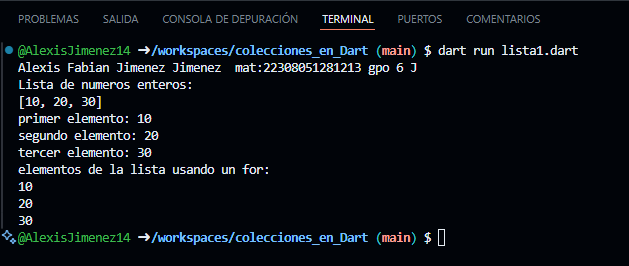 PROBLEMAS SALIDA CONSOLA DE DEPURACIÓN TERMINAL PUERTOS COMENTARIOS
@AlexisJimenez14 ➜/workspaces/colecciones_en_Dart (main) $ dart run lista1.dart
Alexis Fabian Jimenez Jimenez  mat:22308051281213 gpo 6 J
Lista de numeros enteros:
[10, 20, 30]
primer elemento: 10
segundo elemento: 20
tercer elemento: 30
elementos de la lista usando un for:
10
20
30
@AlexisJimenez14 ➜/workspaces/colecciones_en_Dart (main) $